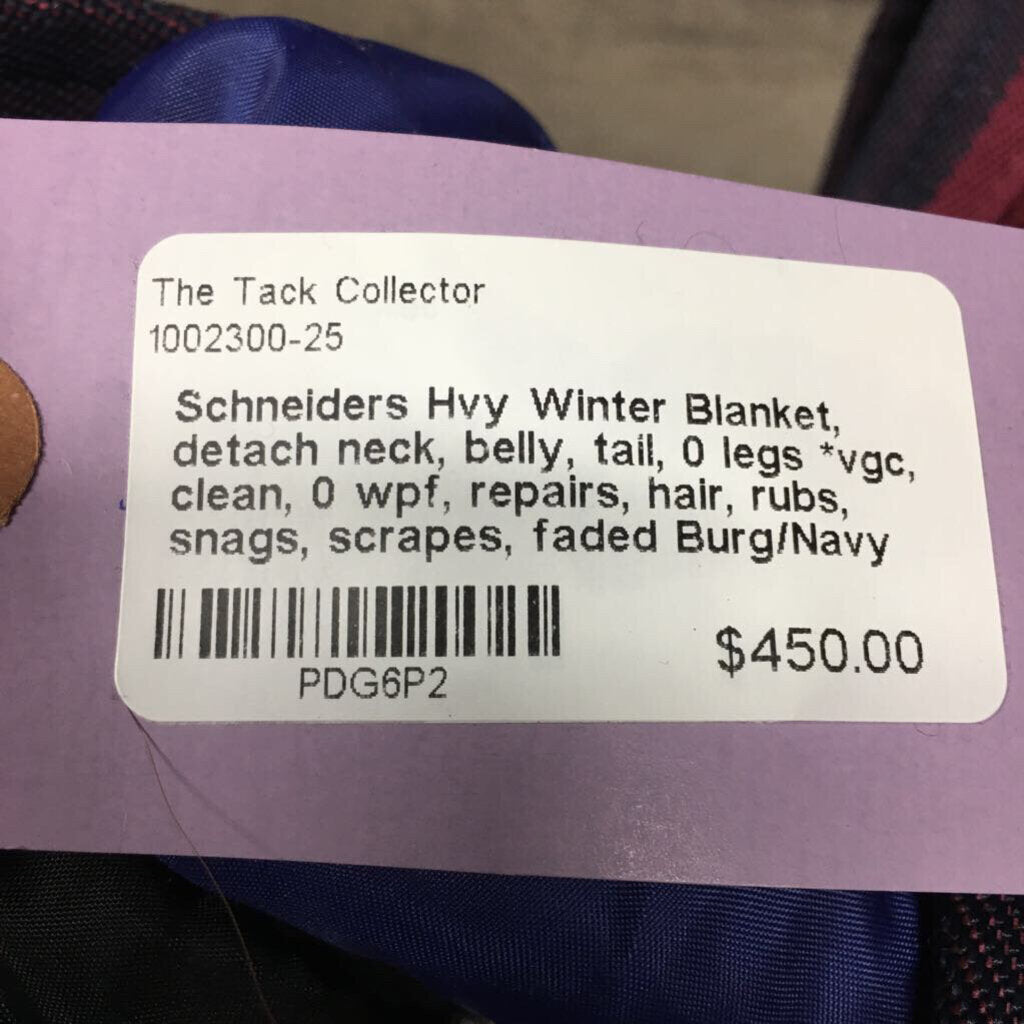 The Tack Collector
1002300-25
Schneiders Hvy Winter Blanket,
detach neck, belly, tail, 0 legs *vgc,
clean, 0 wpf, repairs, hair, rubs,
snags, scrapes, faded Burg/Navy
PDG6P2
$450.00